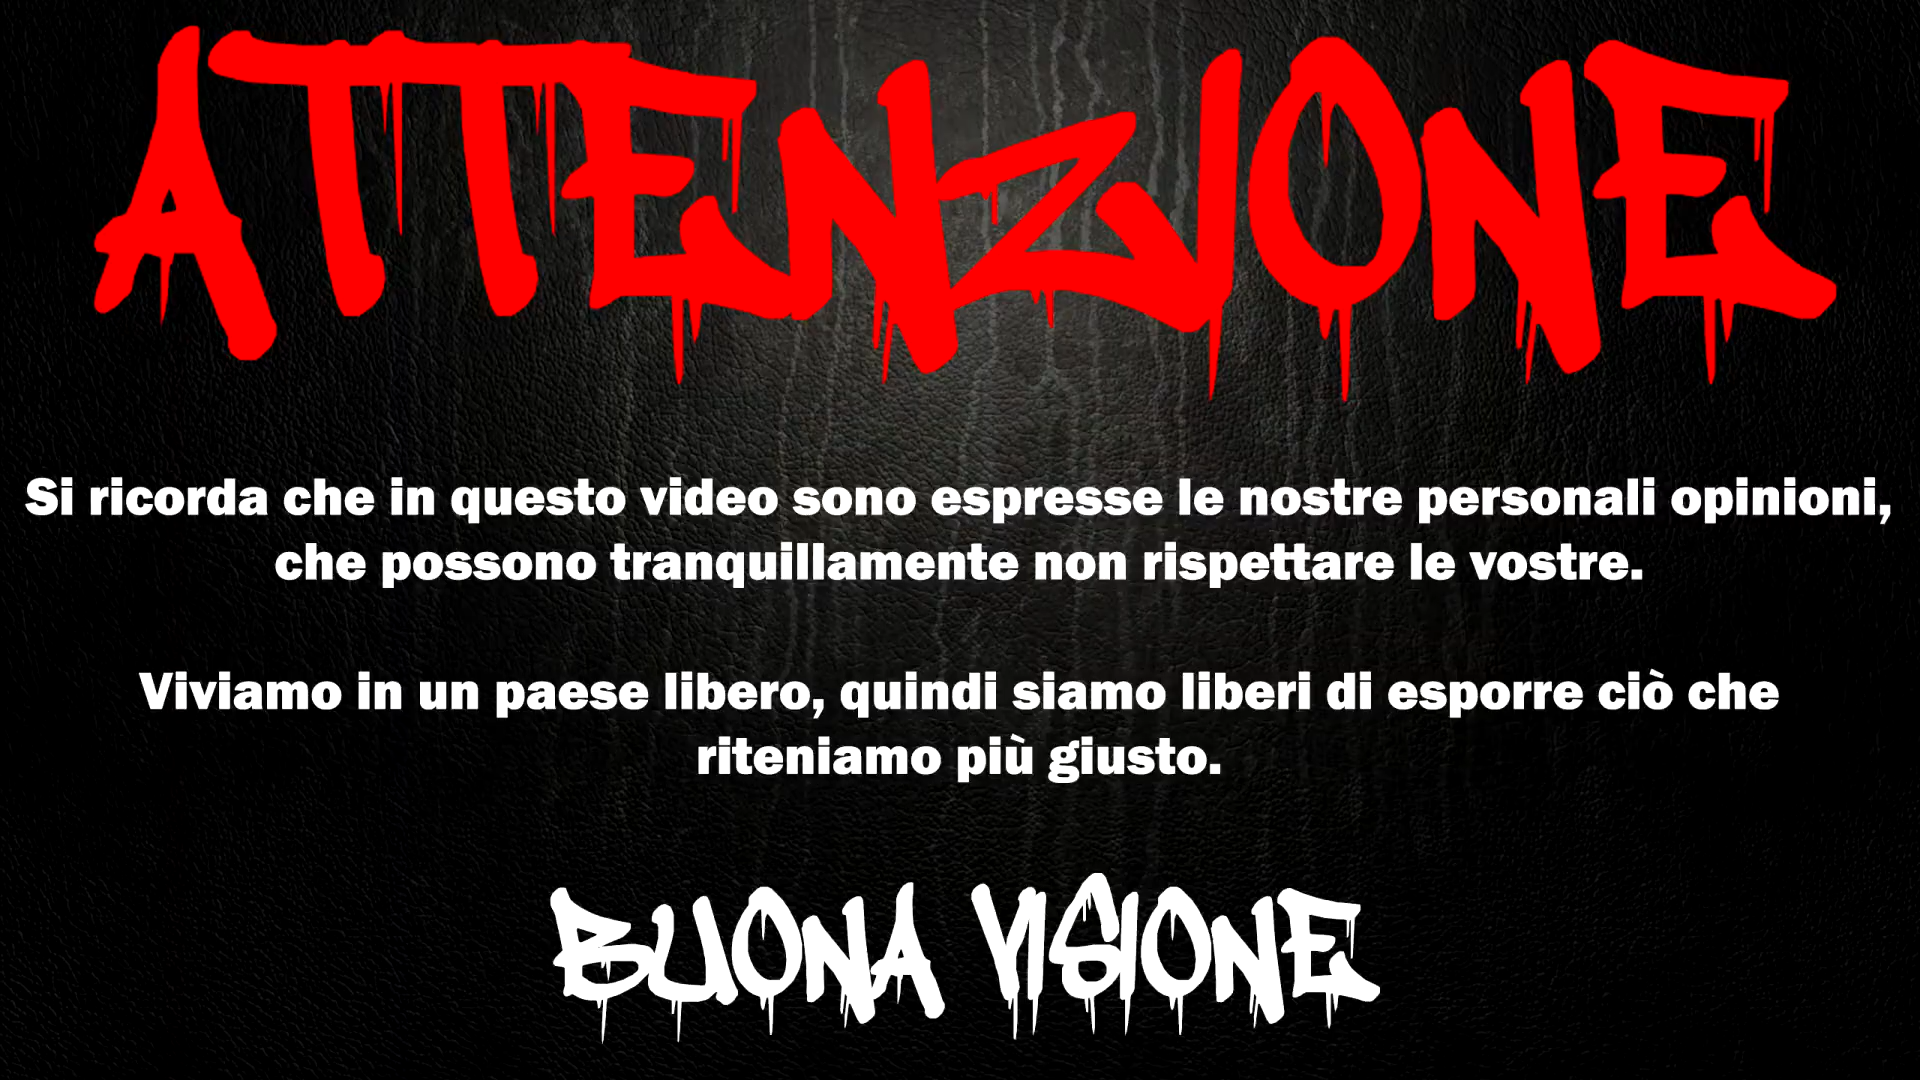 ATTENZIONE
Si ricorda che in questo video sono espresse le nostre personali opinioni,
che possono tranquillamente non rispettare le vostre.
Viviamo in un paese libero, quindi siamo liberi di esporre ciò che
riteniamo più giusto.
BUONA VISIONE